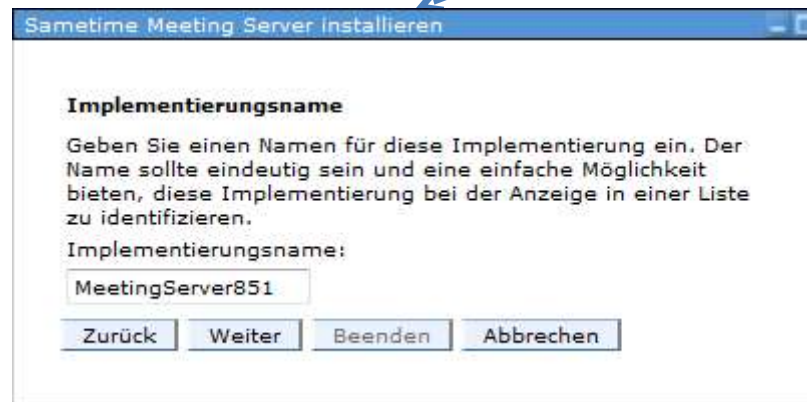 Sametime Meeting Server installieren
Implementierungsname
Geben Sie einen Namen für diese Implementierung ein. Der
Name sollte eindeutig sein und eine einfache Möglichkeit
bieten, diese Implementierung bei der Anzeige in einer Liste
zu identifizieren.
Implementierungsname:
MeetingServer851
Zurück Weiter Beenden Abbrechen